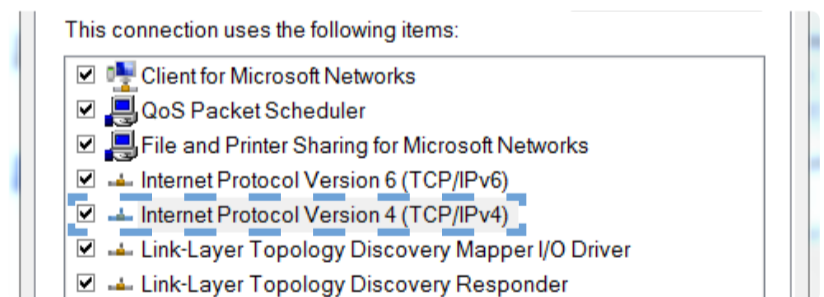 This connection uses the following items:
Client for Microsoft Networks
QoS Packet Scheduler
File and Printer Sharing for Microsoft Networks
Internet Protocol Version 6 (TCP/IPv6)
Internet Protocol Version 4 (TCP/IPv4)
Link-Layer Topology Discovery Mapper I/O Driver
Link-Layer Topology Discovery Responder